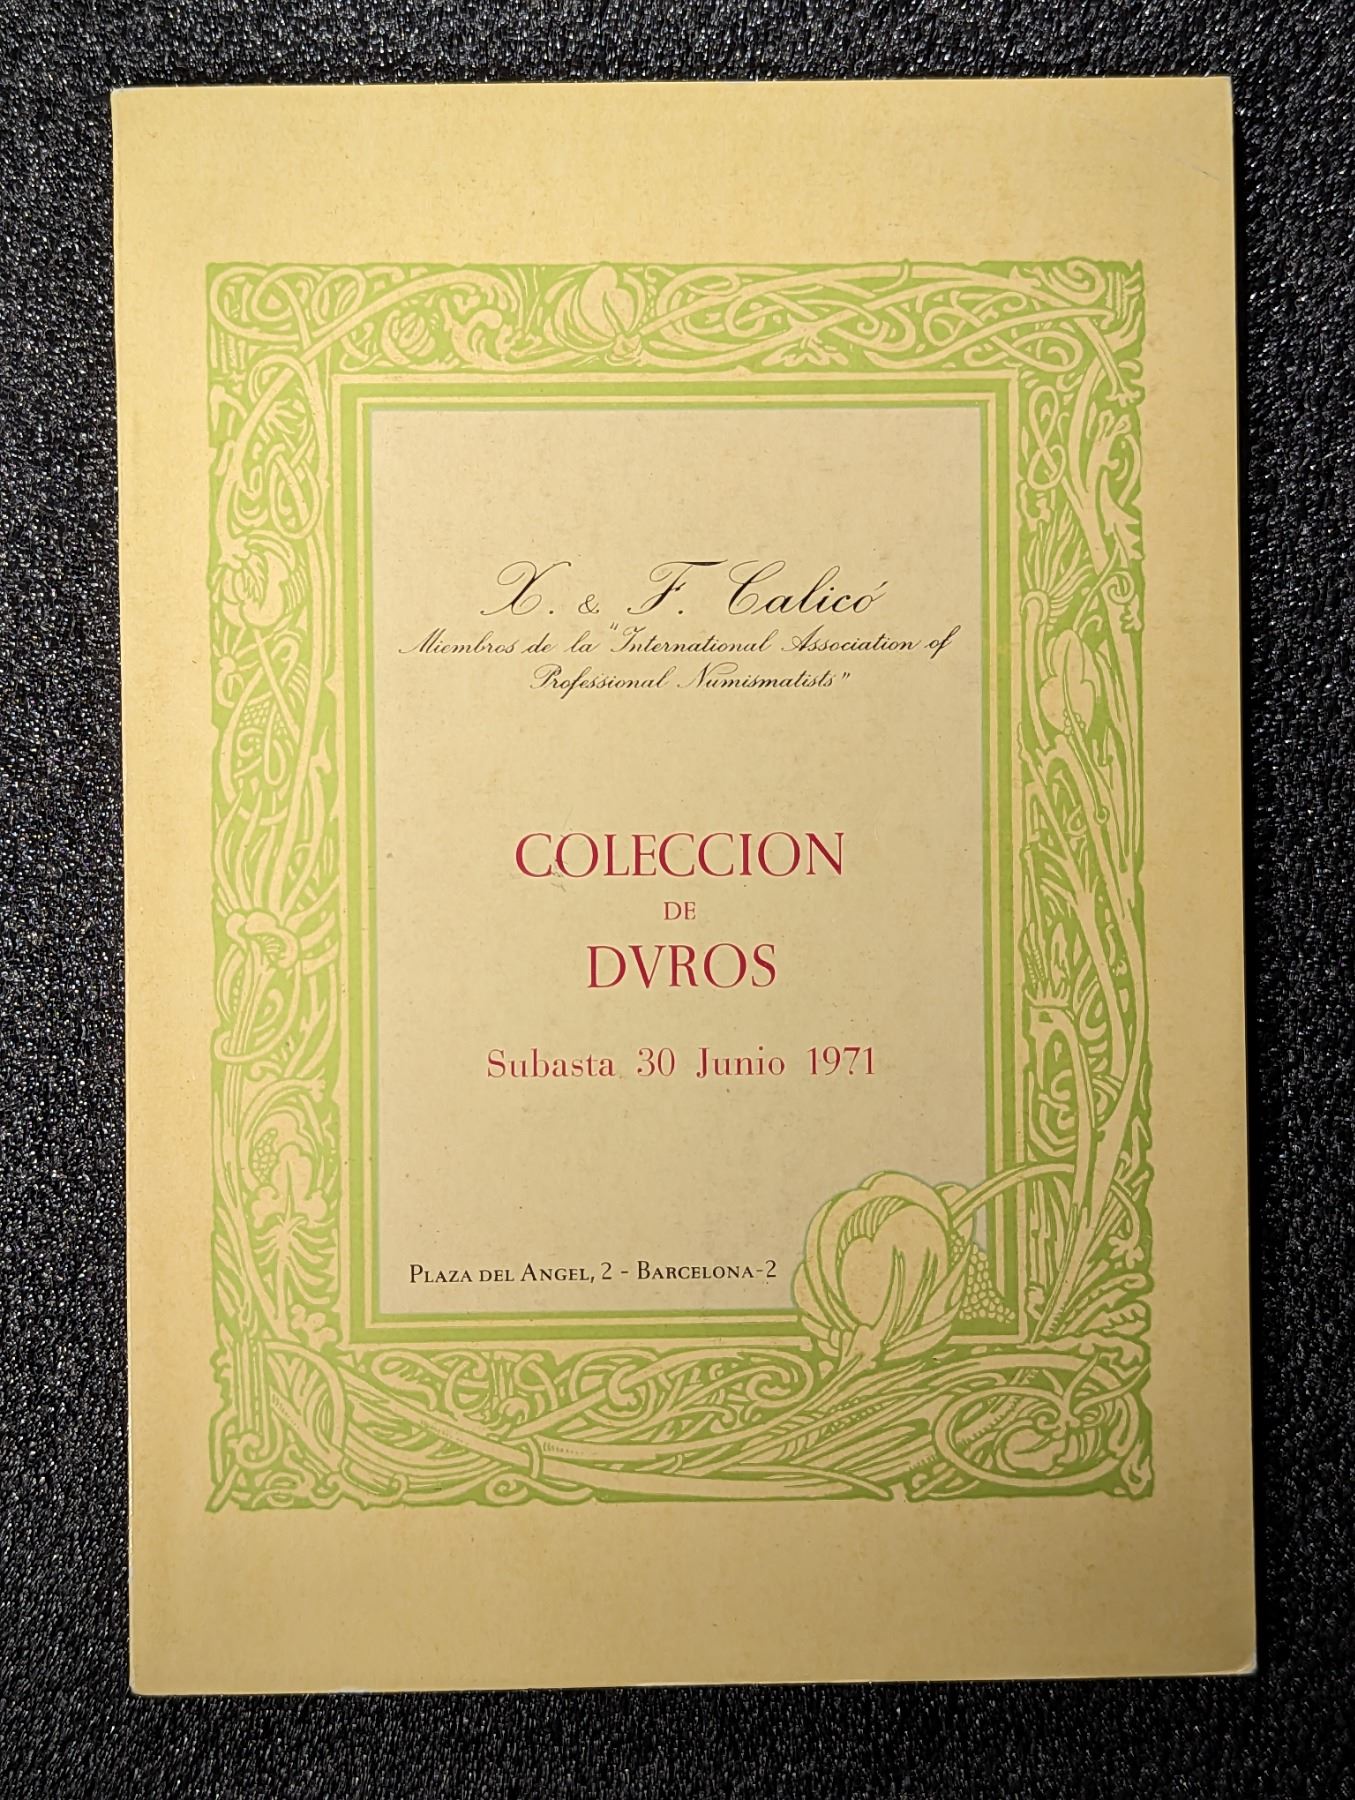 X. & F. Calicó
Miembros de la "International Association of
Professional Numismatists"
COLECCION
DE
DVROS
Subasta 30 Junio 1971
PLAZA DEL ANGEL, 2 - BARCELONA-2